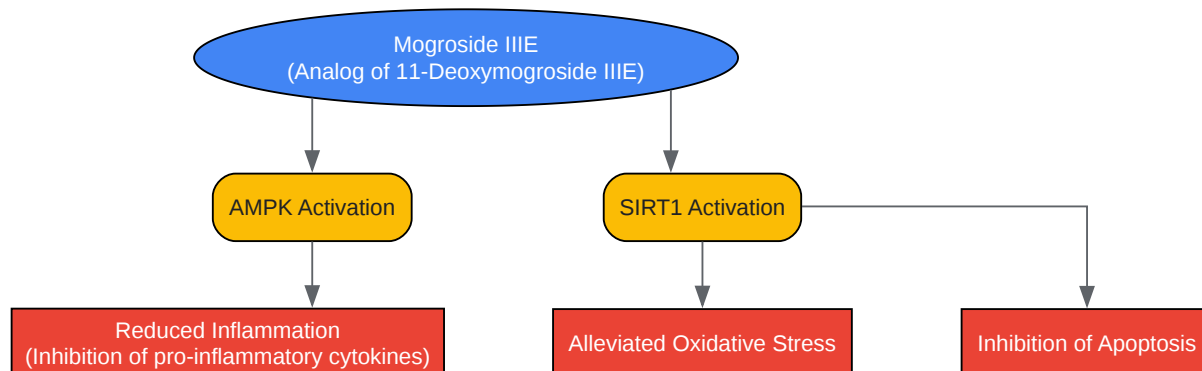 Mogroside IIIE
(Analog of 11-Deoxymogroside IIIE)
AMPK Activation
SIRT1 Activation
Reduced Inflammation
(Inhibition of pro-inflammatory cytokines)
Alleviated Oxidative Stress
Inhibition of Apoptosis